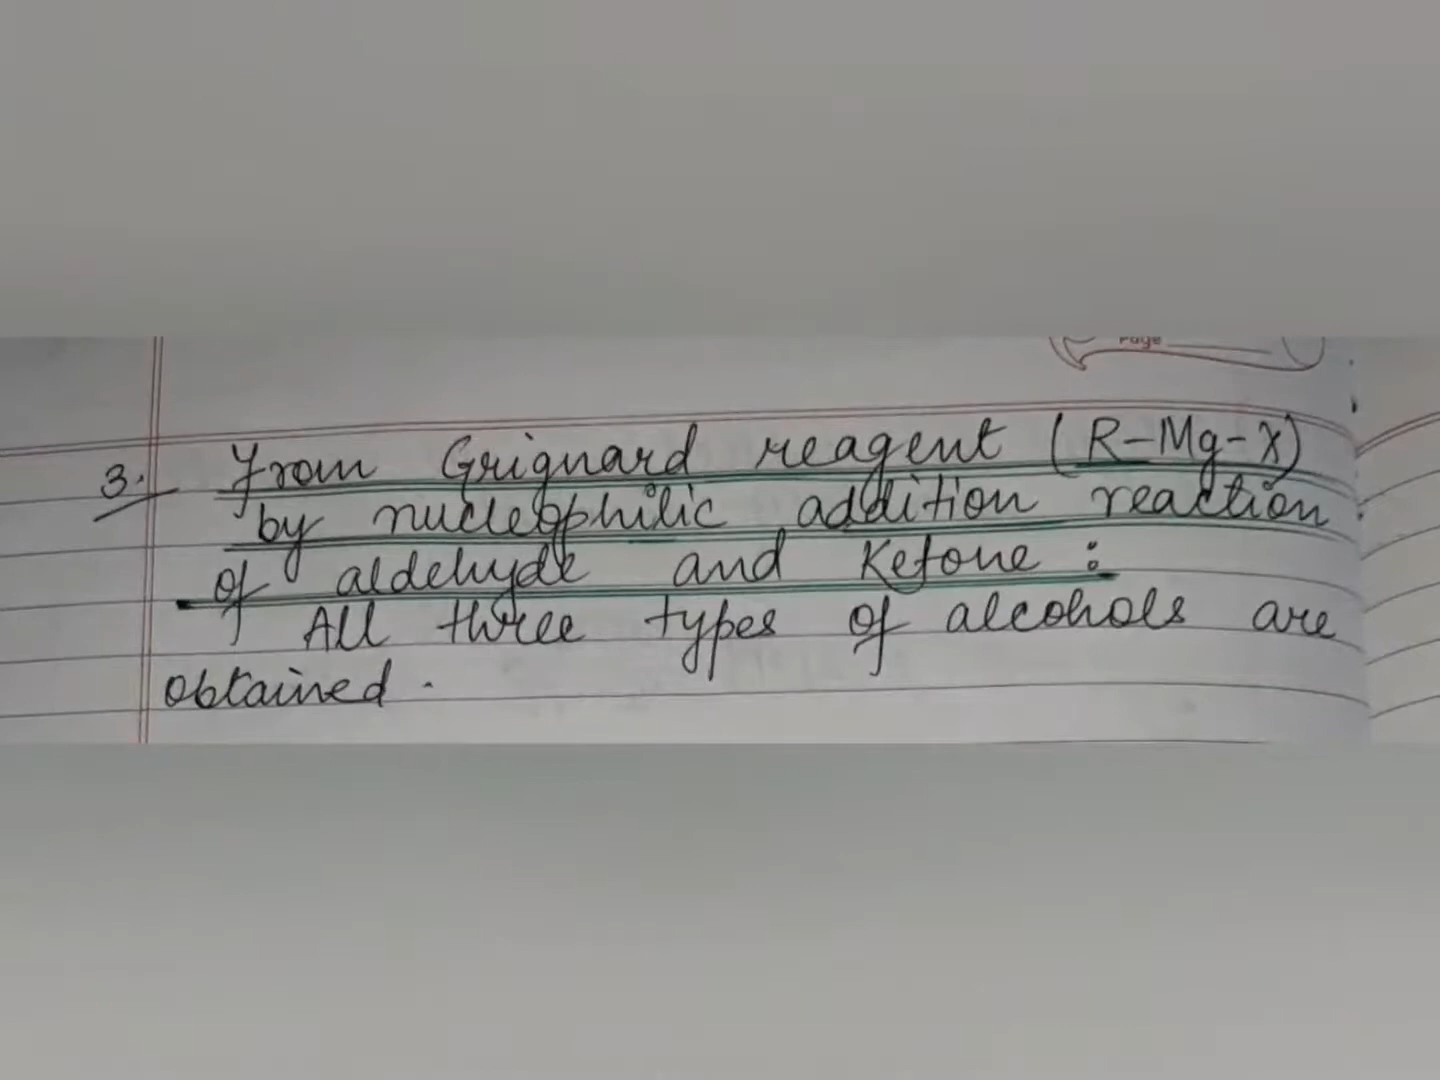 Page
3. From Grignard reagent (R-Mg-X)
by nucleophilic addition reaction
of aldehyde and Ketone :
All three types of alcohols are
obtained.